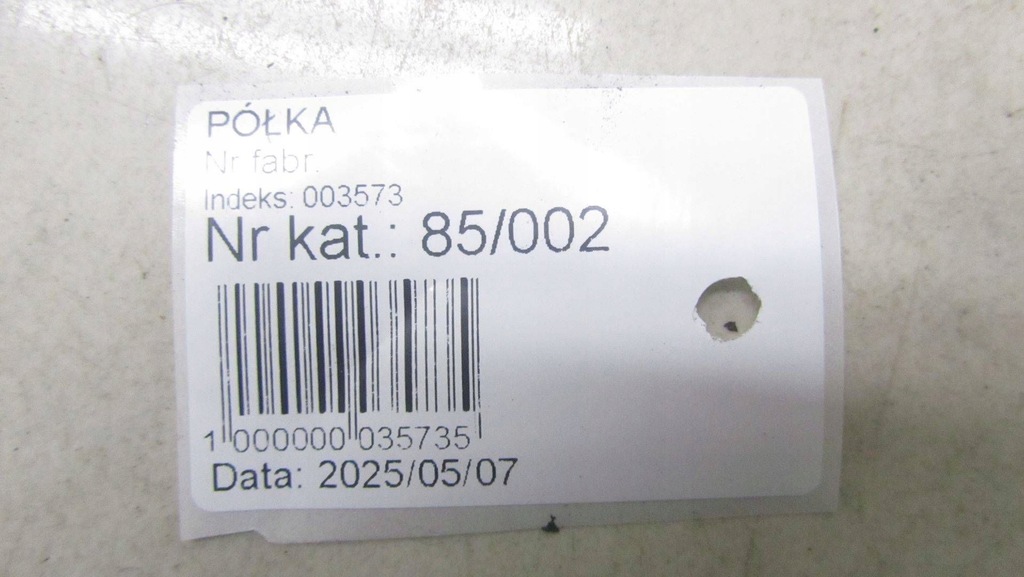 PÓŁKA
Nr fabr.
Indeks: 003573
Nr kat.: 85/002
1 000000 035735
Data: 2025/05/07